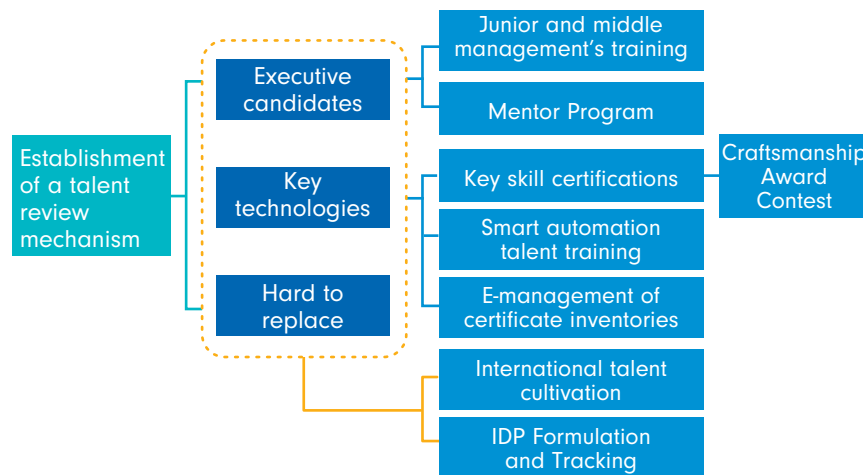 Establishment
of a talent
review
mechanism
Executive
candidates
Key
technologies
Hard to
replace
Junior and middle
management's training
Mentor Program
Key skill certifications
Smart automation
talent training
E-management of
certificate inventories
International talent
cultivation
IDP Formulation
and Tracking
Craftsmanship
Award
Contest